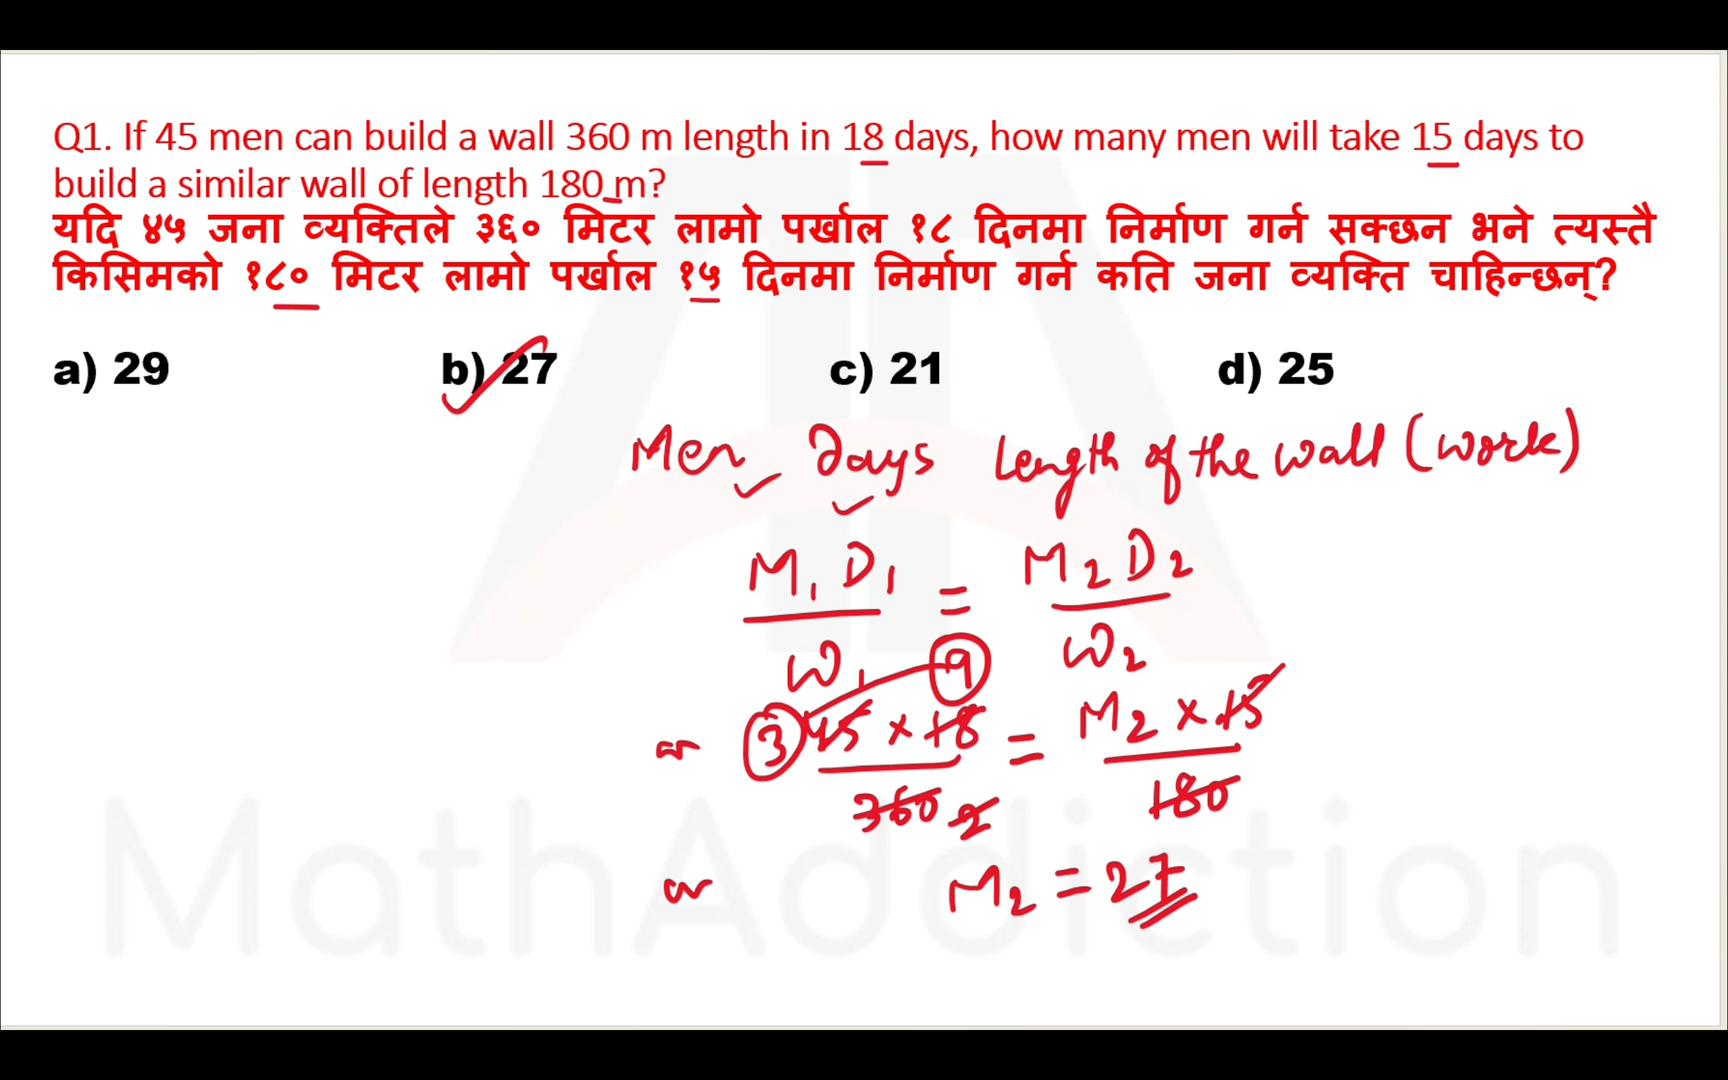 Q1. If 45 men can build a wall 360 m length in 18 days, how many men will take 15 days to
build a similar wall of length 180 m?
यदि ४५ जना व्यक्तिले ३६० मिटर लामो पर्खाल १८ दिनमा निर्माण गर्न सक्छन भने त्यस्तै
किसिमको १८० मिटर लामो पर्खाल १५ दिनमा निर्माण गर्न कति जना व्यक्ति चाहिन्छन्?
a) 29 b) 27 c) 21 d) 25
Men Days Length of the wall (work)
M1 D1 = M2 D2
W1 W2
9
or 3 45 × 18 = M2 × 15
360 2 180
or M2 = 27
MathAddiction